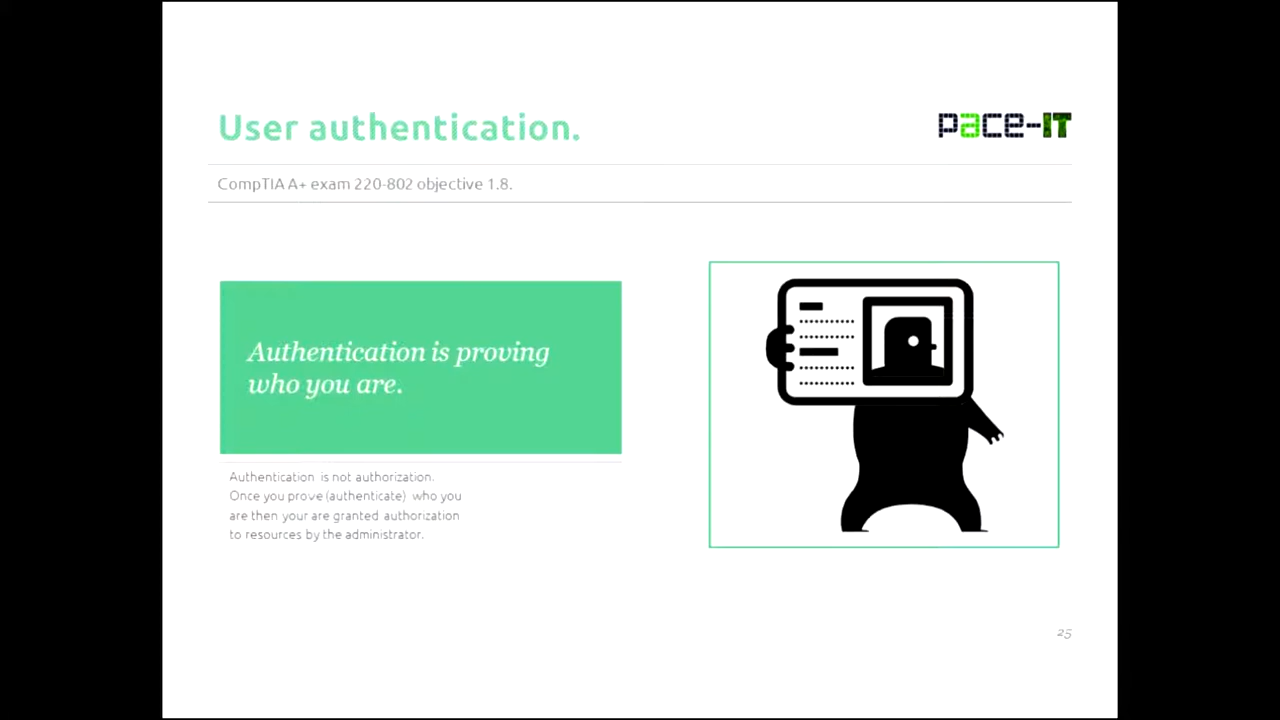 User authentication.
pace-IT
CompTIA A+ exam 220-802 objective 1.8.
Authentication is proving
who you are.
Authentication is not authorization.
Once you prove (authenticate) who you
are then your are granted authorization
to resources by the administrator.
25